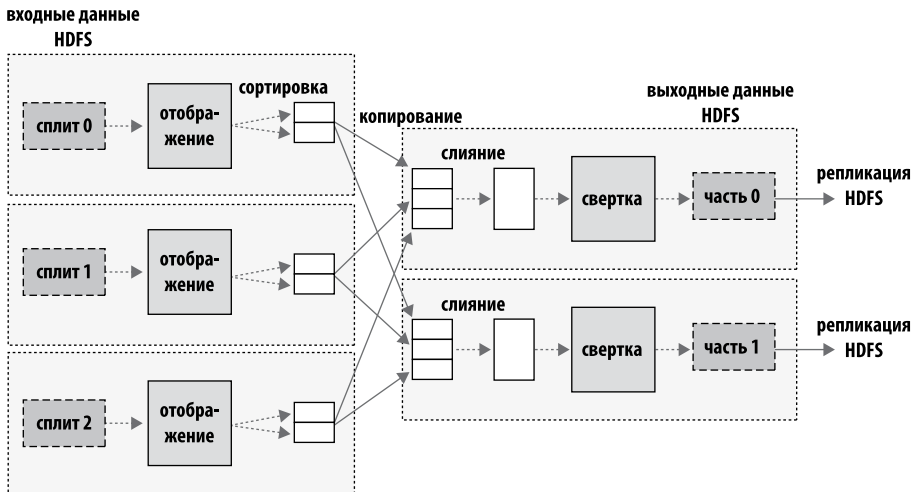 входные данные
HDFS
сплит 0
отобра-
жение
сортировка
копирование
сплит 1
отобра-
жение
сплит 2
отобра-
жение
выходные данные
HDFS
слияние
свертка
часть 0
репликация
HDFS
слияние
свертка
часть 1
репликация
HDFS